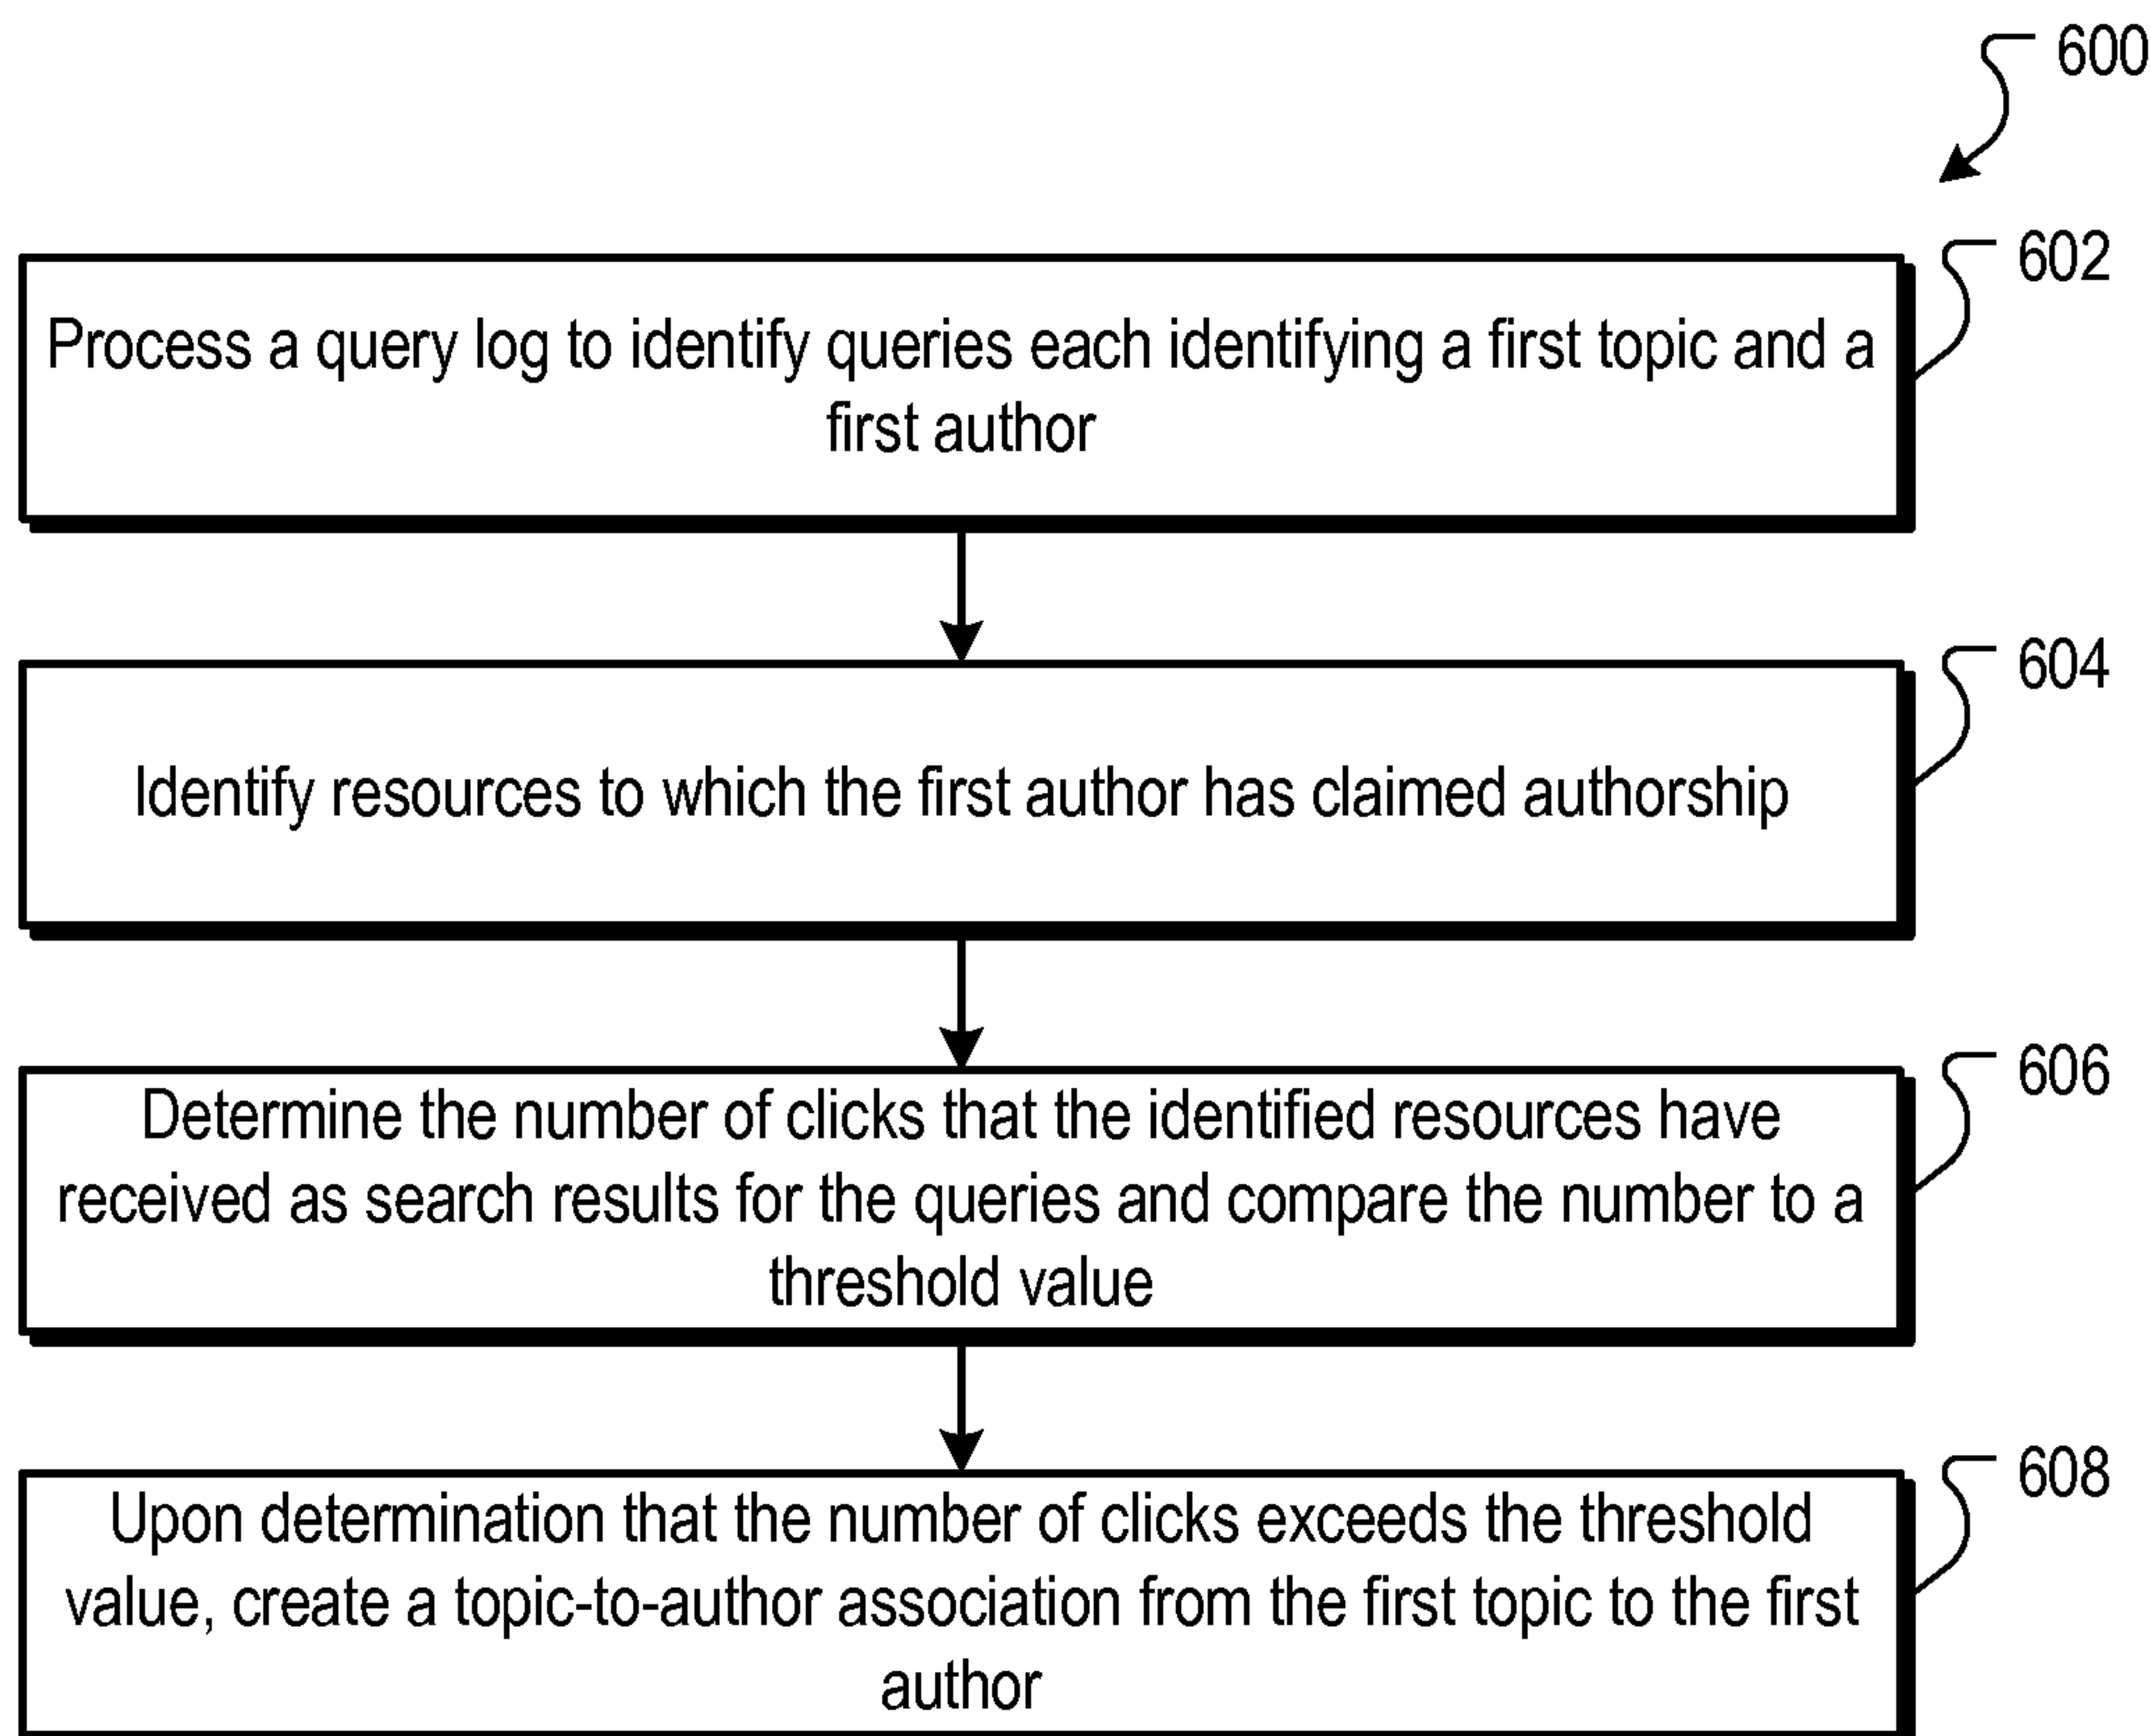 600
602
Process a query log to identify queries each identifying a first topic and a
first author
604
Identify resources to which the first author has claimed authorship
606
Determine the number of clicks that the identified resources have
received as search results for the queries and compare the number to a
threshold value
608
Upon determination that the number of clicks exceeds the threshold
value, create a topic-to-author association from the first topic to the first
author